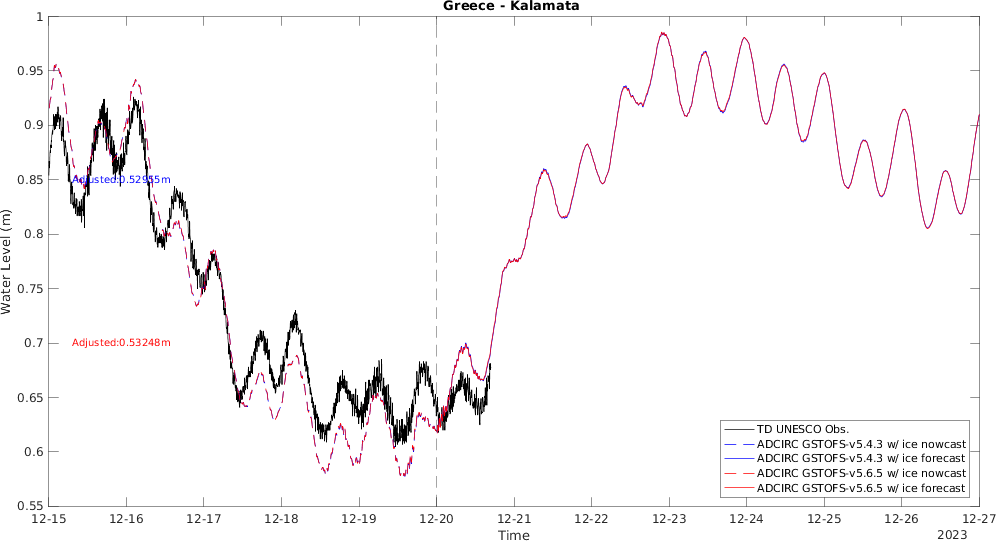 Greece - Kalamata
1
0.95
0.9
0.85
0.8
0.75
0.7
0.65
0.6
0.55
Water Level (m)
Adjusted:0.52955m
Adjusted:0.53248m
TD UNESCO Obs.
ADCIRC GSTOFS-v5.4.3 w/ ice nowcast
ADCIRC GSTOFS-v5.4.3 w/ ice forecast
ADCIRC GSTOFS-v5.6.5 w/ ice nowcast
ADCIRC GSTOFS-v5.6.5 w/ ice forecast
12-15 12-16 12-17 12-18 12-19 12-20 12-21 12-22 12-23 12-24 12-25 12-26 12-27
Time
2023